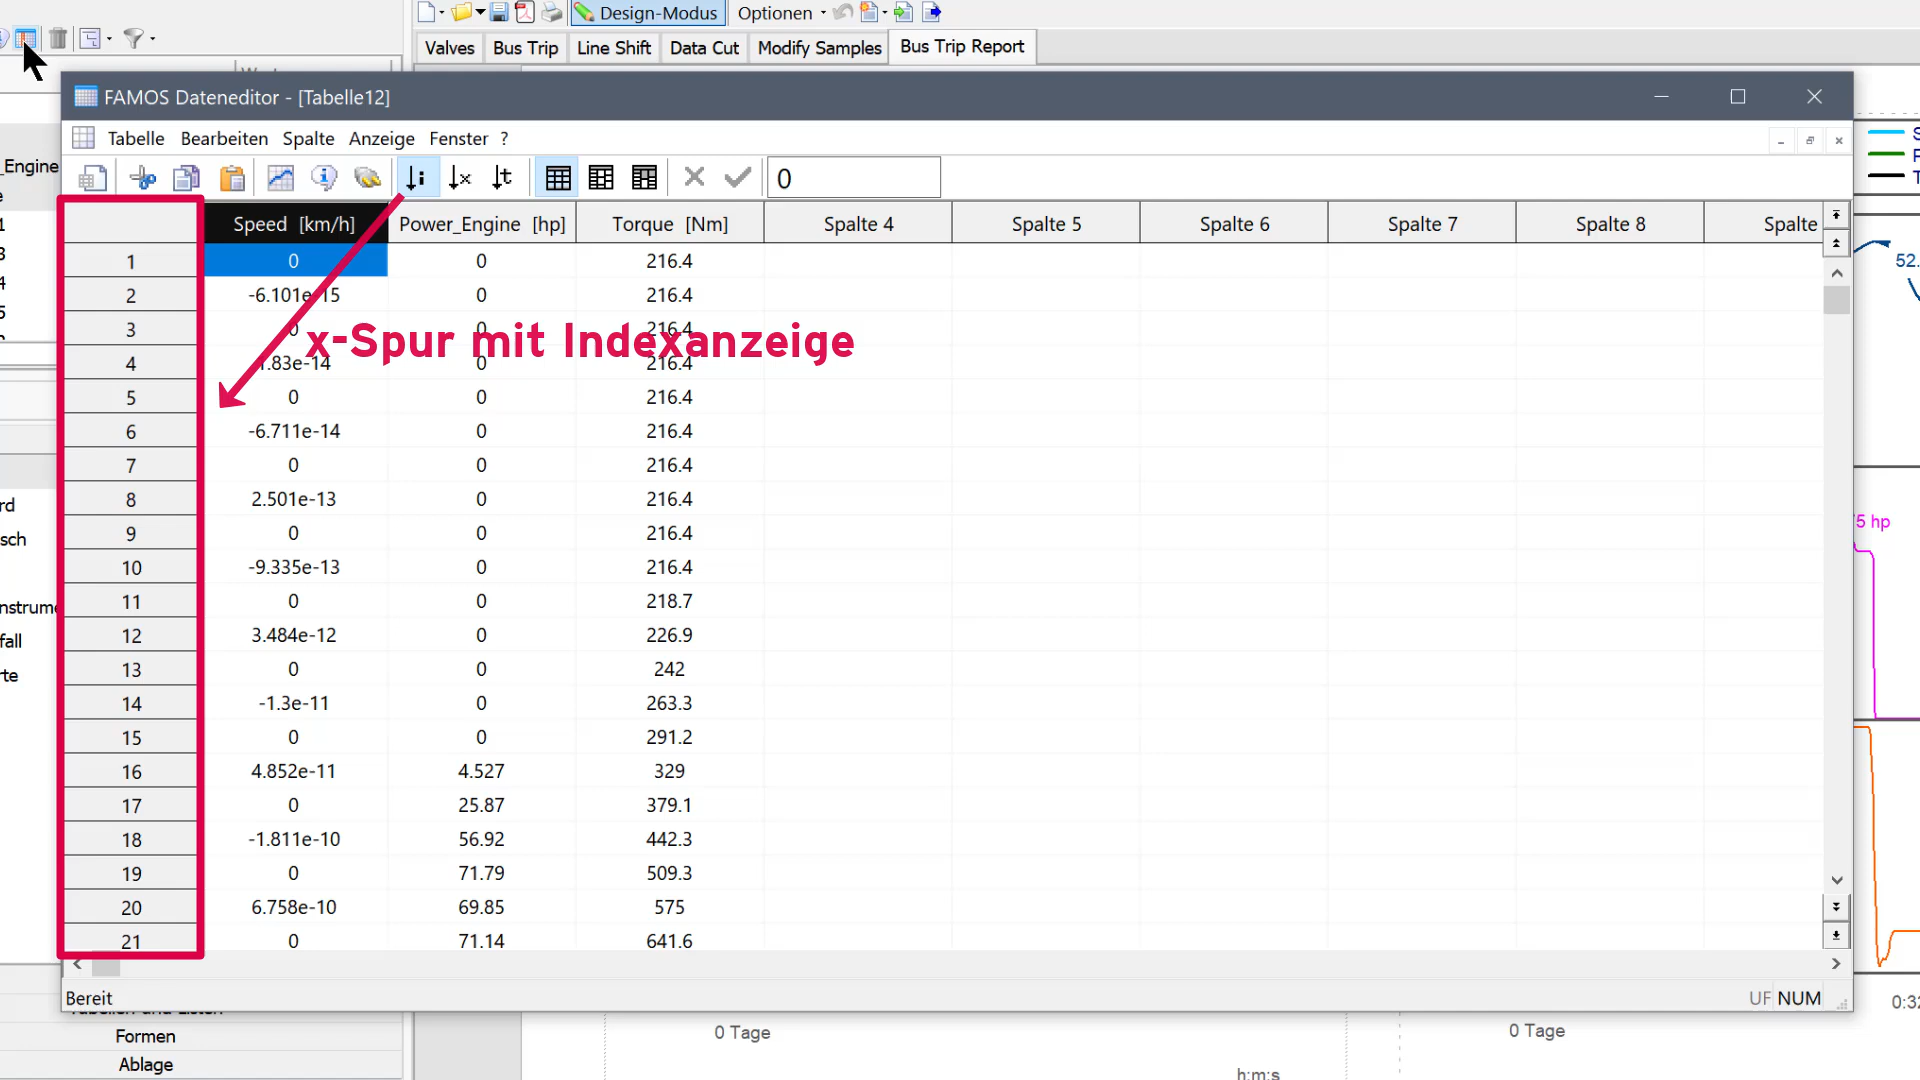 Design-Modus
Optionen
Valves
Bus Trip
Line Shift
Data Cut
Modify Samples
Bus Trip Report
FAMOS Dateneditor - [Tabelle12]
Tabelle
Bearbeiten
Spalte
Anzeige
Fenster
?
0
Speed [km/h]
Power_Engine [hp]
Torque [Nm]
Spalte 4
Spalte 5
Spalte 6
Spalte 7
Spalte 8
Spalte
1 0 0 216.4
2 -6.101e-15 0 216.4
3 0 0 216.4
4 1.83e-14 0 216.4
5 0 0 216.4
6 -6.711e-14 0 216.4
7 0 0 216.4
8 2.501e-13 0 216.4
9 0 0 216.4
10 -9.335e-13 0 216.4
11 0 0 218.7
12 3.484e-12 0 226.9
13 0 0 242
14 -1.3e-11 0 263.3
15 0 0 291.2
16 4.852e-11 4.527 329
17 0 25.87 379.1
18 -1.811e-10 56.92 442.3
19 0 71.79 509.3
20 6.758e-10 69.85 575
21 0 71.14 641.6
x-Spur mit Indexanzeige
Bereit
UF NUM
_Engine
rd
sch
nstrume
fall
rte
Formen
Ablage
0 Tage
0 Tage
h:m:s
52.
5 hp
0:32